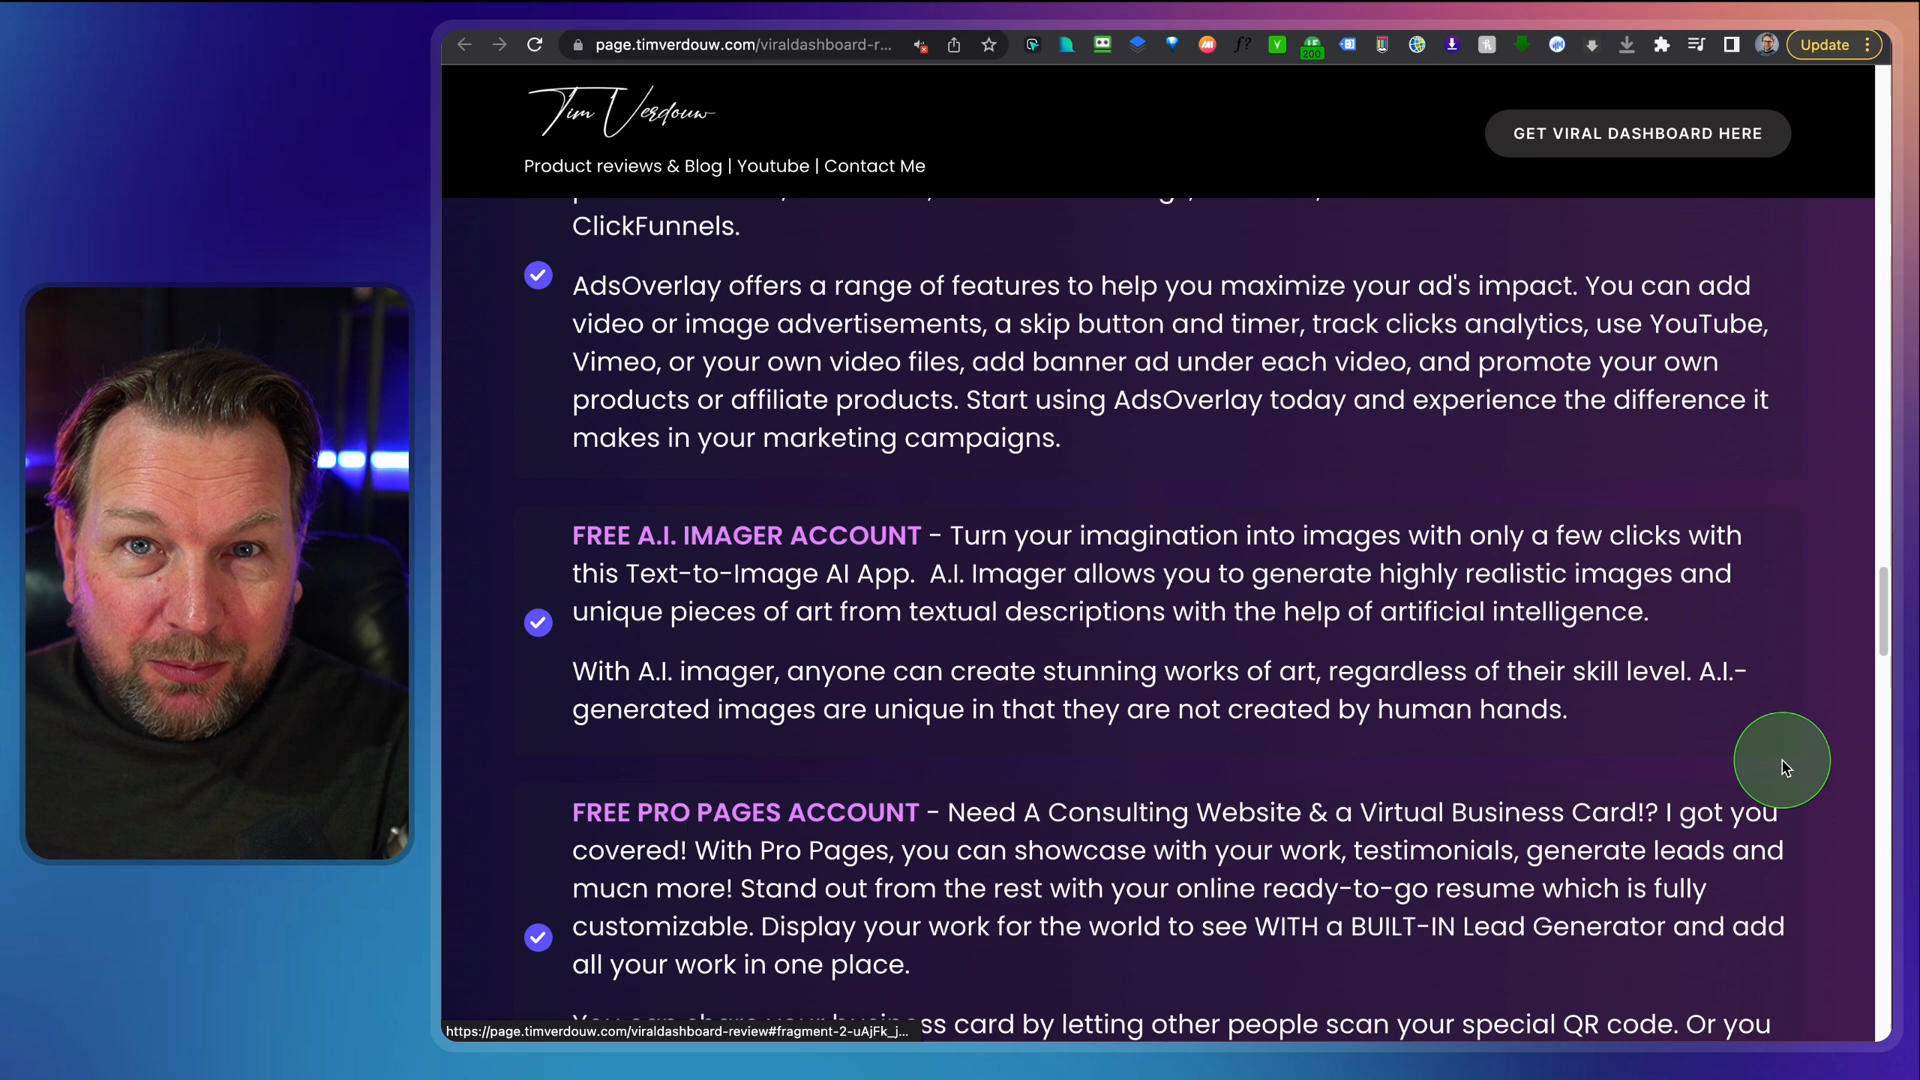 page.timverdouw.com/viraldashboard-r...
200
Update
Tim Verdouw
Product reviews & Blog | Youtube | Contact Me
GET VIRAL DASHBOARD HERE
ClickFunnels.
AdsOverlay offers a range of features to help you maximize your ad's impact. You can add
video or image advertisements, a skip button and timer, track clicks analytics, use YouTube,
Vimeo, or your own video files, add banner ad under each video, and promote your own
products or affiliate products. Start using AdsOverlay today and experience the difference it
makes in your marketing campaigns.
FREE A.I. IMAGER ACCOUNT - Turn your imagination into images with only a few clicks with
this Text-to-Image AI App. A.I. Imager allows you to generate highly realistic images and
unique pieces of art from textual descriptions with the help of artificial intelligence.
With A.I. imager, anyone can create stunning works of art, regardless of their skill level. A.I.-
generated images are unique in that they are not created by human hands.
FREE PRO PAGES ACCOUNT - Need A Consulting Website & a Virtual Business Card!? I got you
covered! With Pro Pages, you can showcase with your work, testimonials, generate leads and
mucn more! Stand out from the rest with your online ready-to-go resume which is fully
customizable. Display your work for the world to see WITH a BUILT-IN Lead Generator and add
all your work in one place.
You can share your business card by letting other people scan your special QR code. Or you
https://page.timverdouw.com/viraldashboard-review#fragment-2-uAjFk_j...